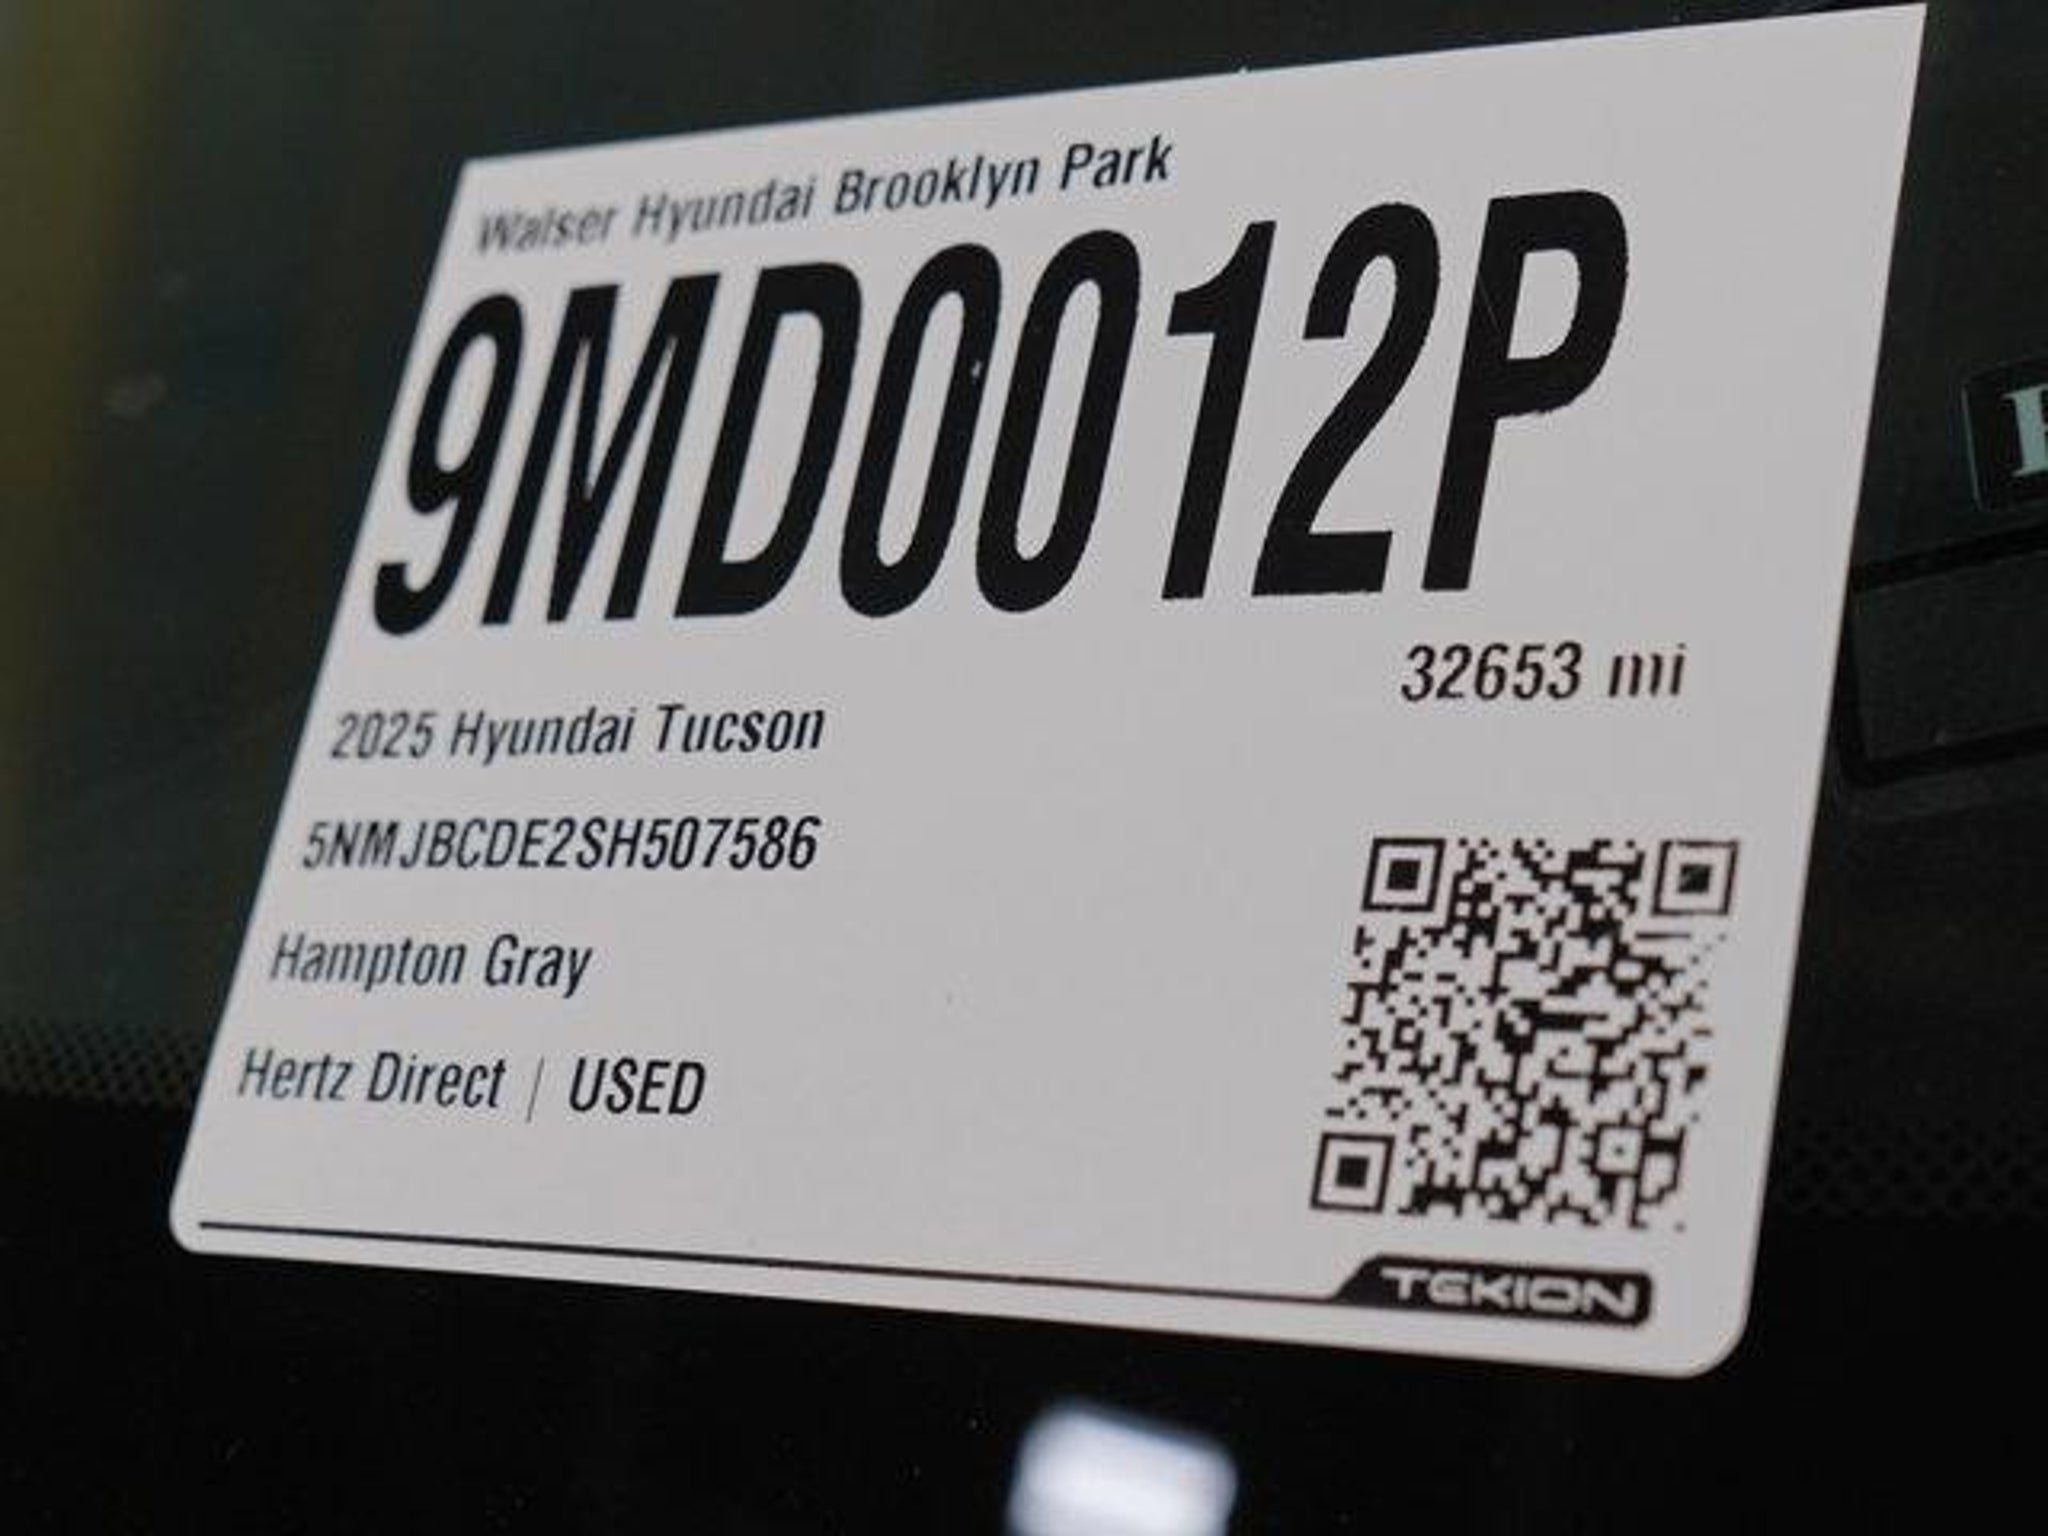 Walser Hyundai Brooklyn Park
9MD0012P
32653 mi
2025 Hyundai Tucson
5NMJBCDE2SH507586
Hampton Gray
Hertz Direct | USED
TEKION